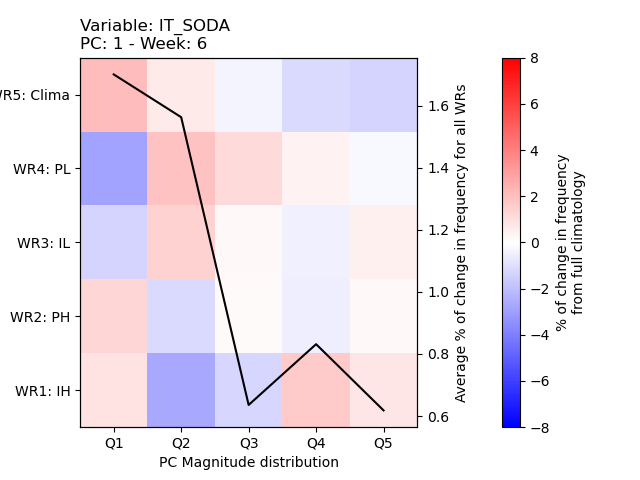 Variable: IT_SODA
PC: 1 - Week: 6
WR5: Clima
WR4: PL
WR3: IL
WR2: PH
WR1: IH
Q1 Q2 Q3 Q4 Q5
PC Magnitude distribution
1.6
1.4
1.2
1.0
0.8
0.6
Average % of change in frequency for all WRs
8
6
4
2
0
−2
−4
−6
−8
% of change in frequency
from full climatology